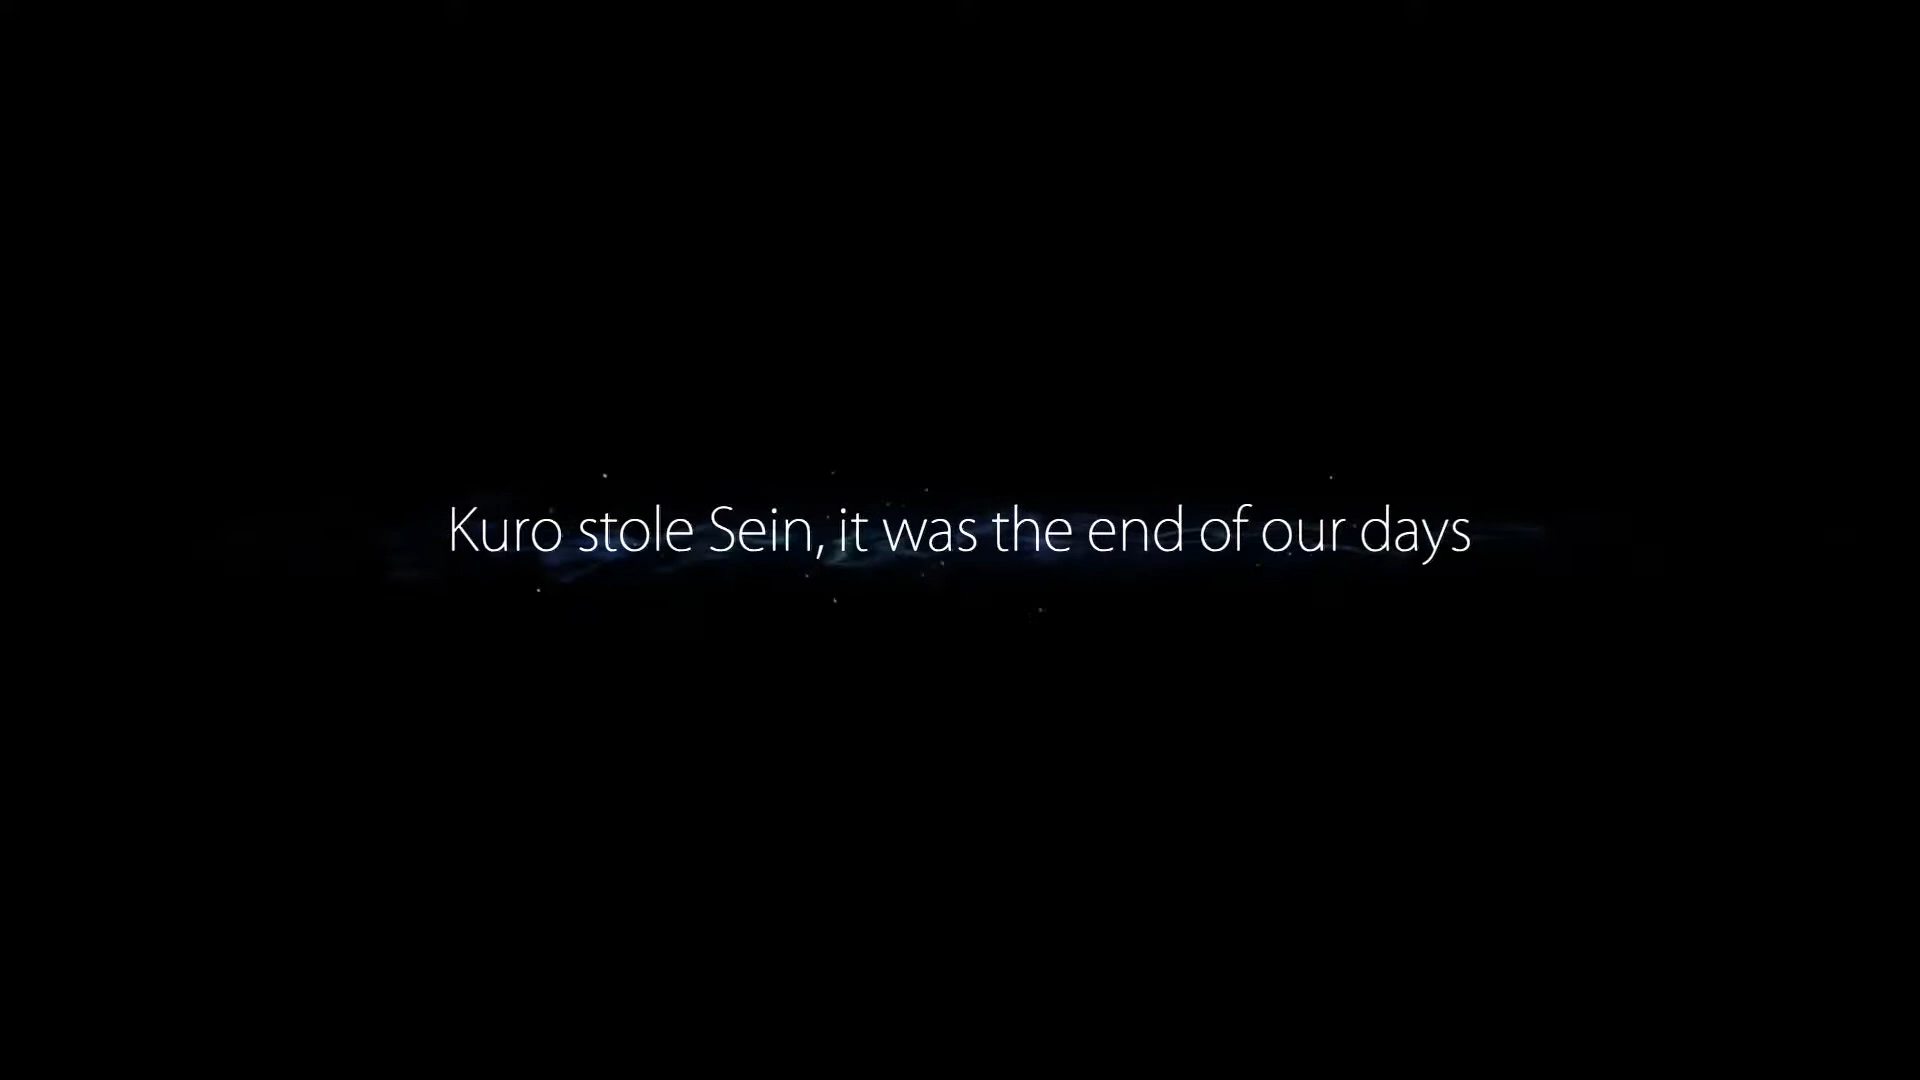 Kuro stole Sein, it was the end of our days